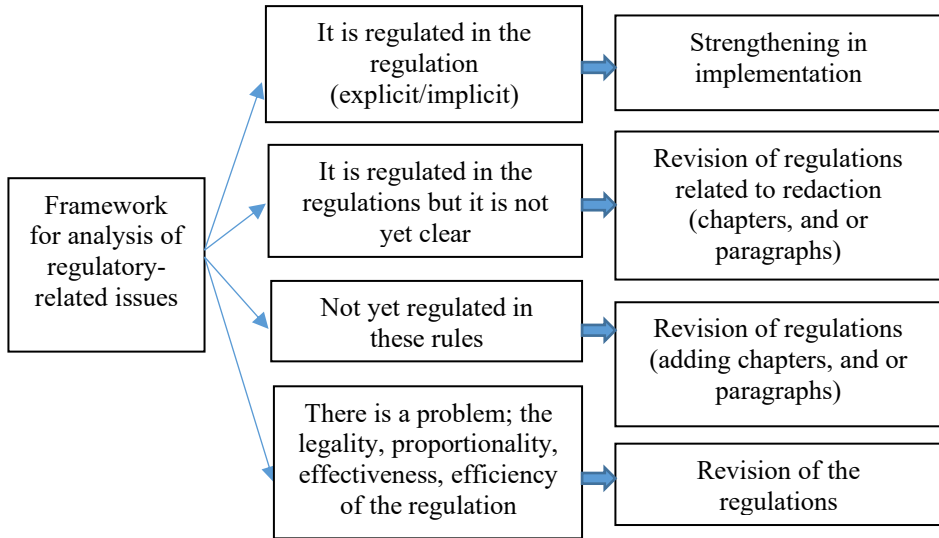 Framework
for analysis of
regulatory-
related issues
It is regulated in the
regulation
(explicit/implicit)
Strengthening in
implementation
It is regulated in the
regulations but it is not
yet clear
Revision of regulations
related to redaction
(chapters, and or
paragraphs)
Not yet regulated in
these rules
Revision of regulations
(adding chapters, and or
paragraphs)
There is a problem; the
legality, proportionality,
effectiveness, efficiency
of the regulation
Revision of the
regulations